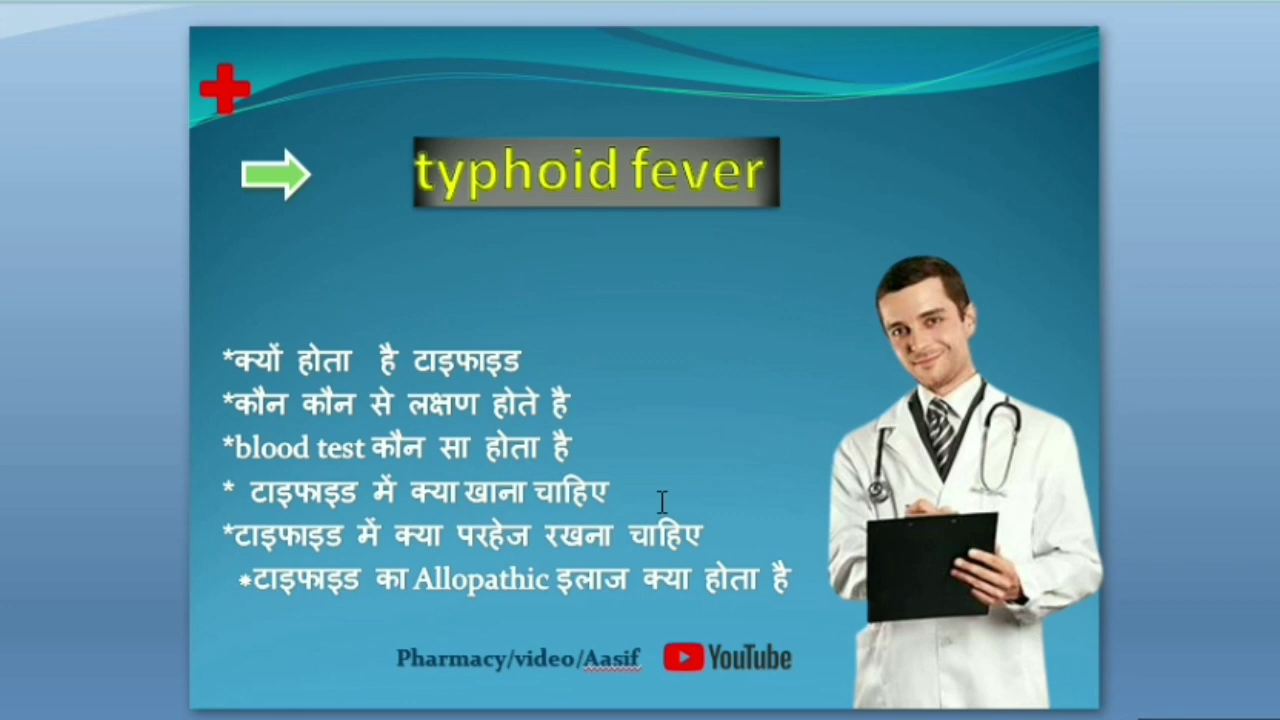 typhoid fever
*क्यों होता है टाइफाइड
*कौन कौन से लक्षण होते है
*blood test कौन सा होता है
* टाइफाइड में क्या खाना चाहिए
*टाइफाइड में क्या परहेज रखना चाहिए
*टाइफाइड का Allopathic इलाज क्या होता है
Pharmacy/video/Aasif YouTube